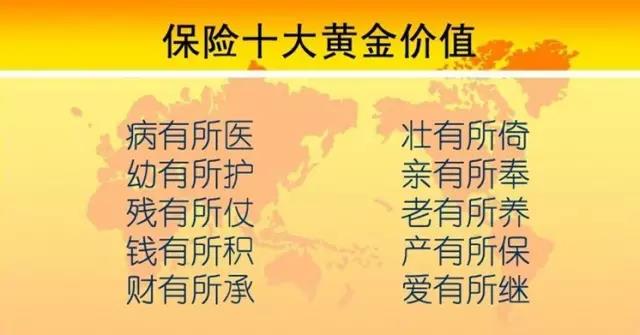 保险十大黄金价值
病有所医 壮有所倚
幼有所护 亲有所奉
残有所仗 老有所养
钱有所积 产有所保
财有所承 爱有所继